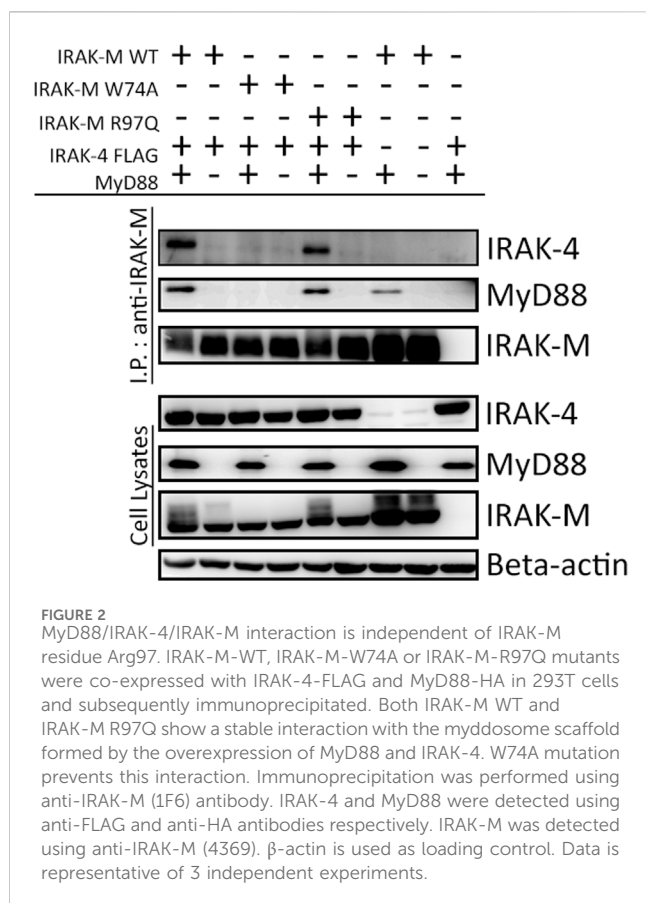 IRAK-M WT + + - - - - + + -
IRAK-M W74A - - + + - - - - -
IRAK-M R97Q - - - - + + - - -
IRAK-4 FLAG + + + + + + - - +
MyD88 + - + - + - + - +
I.P. : anti-IRAK-M
IRAK-4
MyD88
IRAK-M
Cell Lysates
IRAK-4
MyD88
IRAK-M
Beta-actin
FIGURE 2
MyD88/IRAK-4/IRAK-M interaction is independent of IRAK-M
residue Arg97. IRAK-M-WT, IRAK-M-W74A or IRAK-M-R97Q mutants
were co-expressed with IRAK-4-FLAG and MyD88-HA in 293T cells
and subsequently immunoprecipitated. Both IRAK-M WT and
IRAK-M R97Q show a stable interaction with the myddosome scaffold
formed by the overexpression of MyD88 and IRAK-4. W74A mutation
prevents this interaction. Immunoprecipitation was performed using
anti-IRAK-M (1F6) antibody. IRAK-4 and MyD88 were detected using
anti-FLAG and anti-HA antibodies respectively. IRAK-M was detected
using anti-IRAK-M (4369). β-actin is used as loading control. Data is
representative of 3 independent experiments.